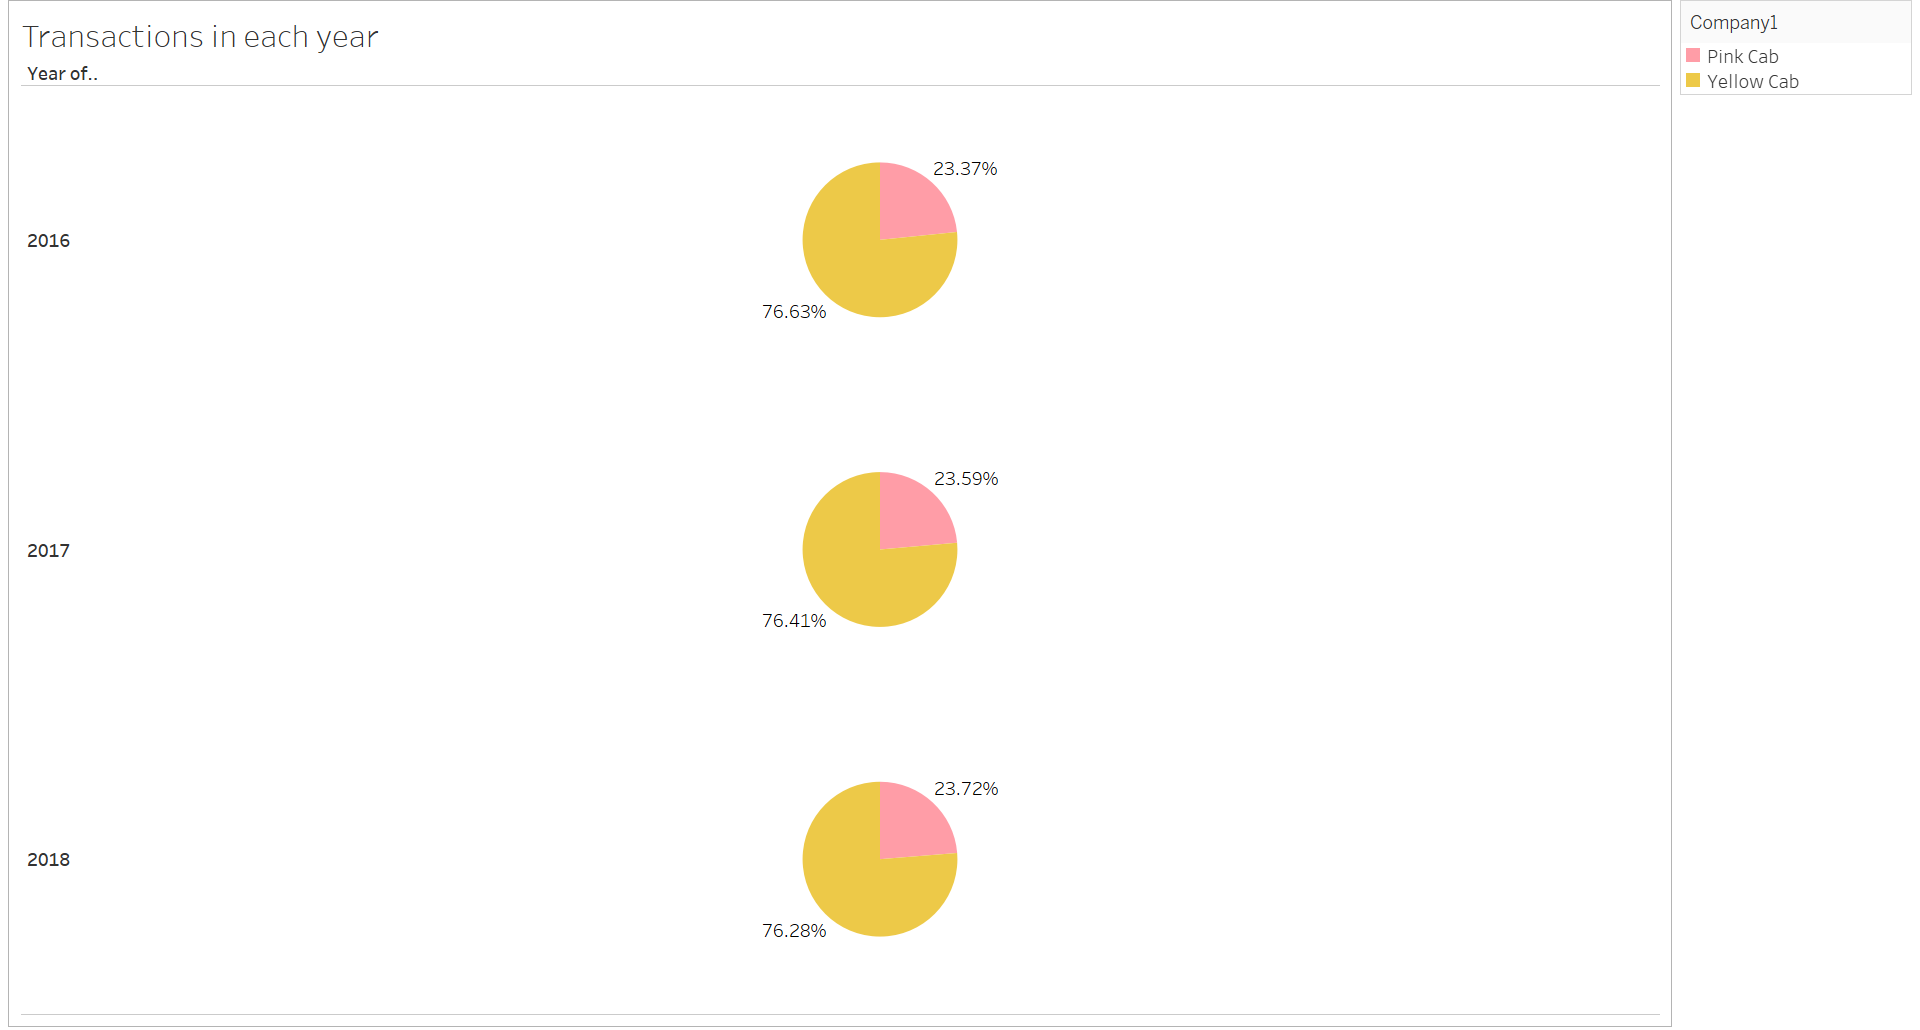 Transactions in each year
Year of..
2016
23.37%
76.63%
2017
23.59%
76.41%
2018
23.72%
76.28%
Company1
Pink Cab
Yellow Cab